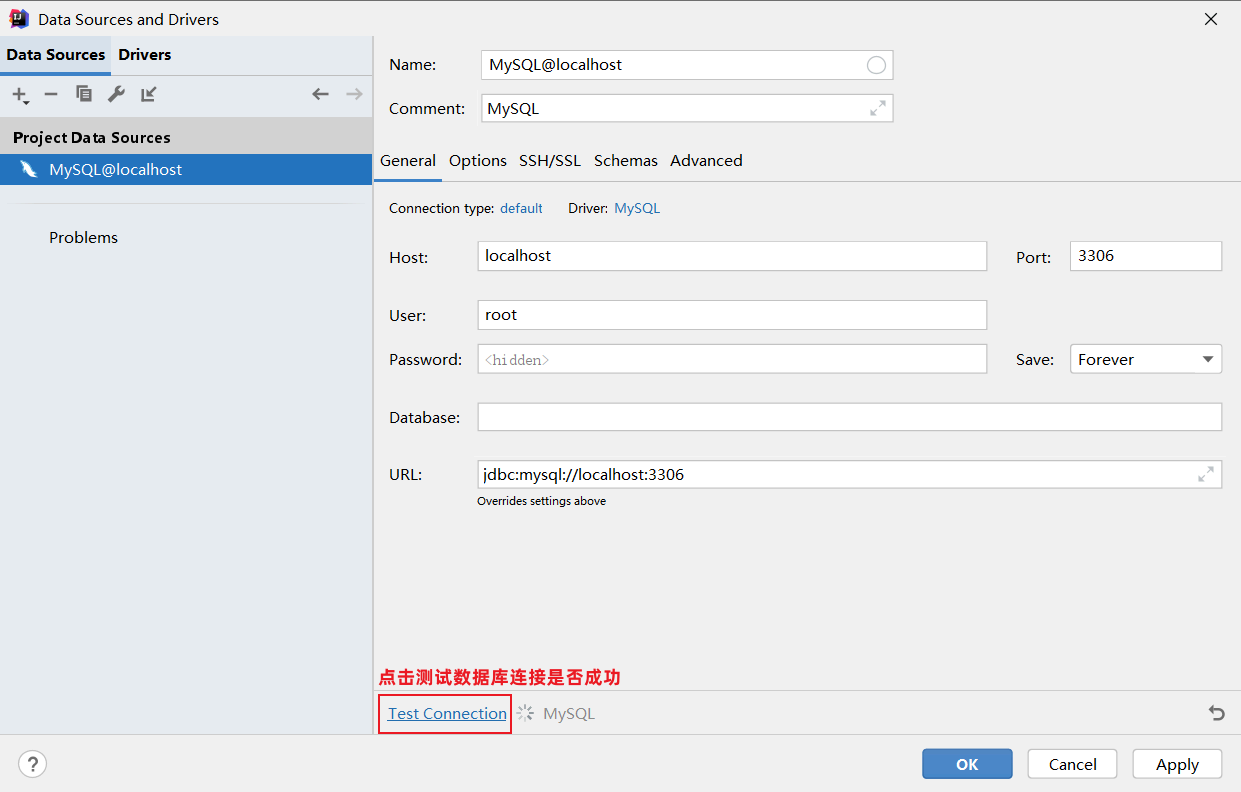 Data Sources and Drivers
Data Sources Drivers
Project Data Sources
MySQL@localhost
Problems
Name: MySQL@localhost
Comment: MySQL
General Options SSH/SSL Schemas Advanced
Connection type: default Driver: MySQL
Host: localhost Port: 3306
User: root
Password: <hidden> Save: Forever
Database:
URL: jdbc:mysql://localhost:3306
Overrides settings above
点击测试数据库连接是否成功
Test Connection MySQL
? OK Cancel Apply